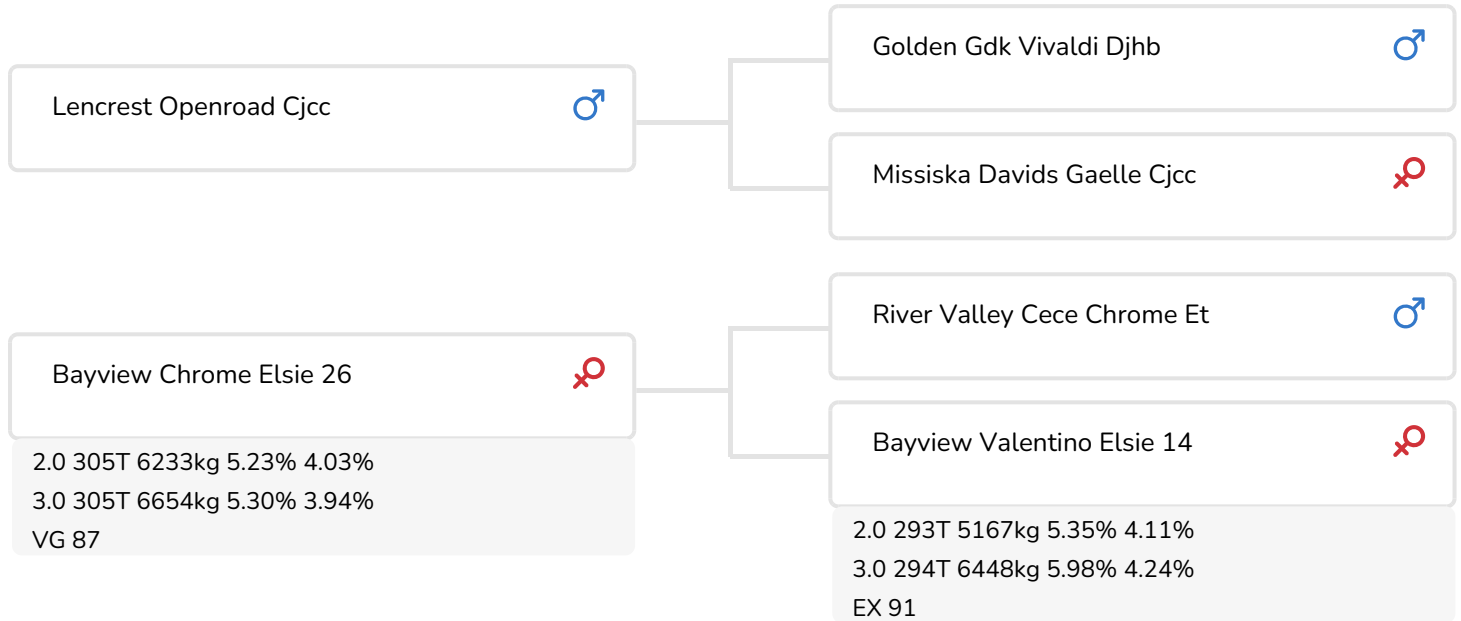 Lencrest Openroad Cjcc
Golden Gdk Vivaldi Djhb
Missiska Davids Gaelle Cjcc
Bayview Chrome Elsie 26
2.0 305T 6233kg 5.23% 4.03%
3.0 305T 6654kg 5.30% 3.94%
VG 87
River Valley Cece Chrome Et
Bayview Valentino Elsie 14
2.0 293T 5167kg 5.35% 4.11%
3.0 294T 6448kg 5.98% 4.24%
EX 91